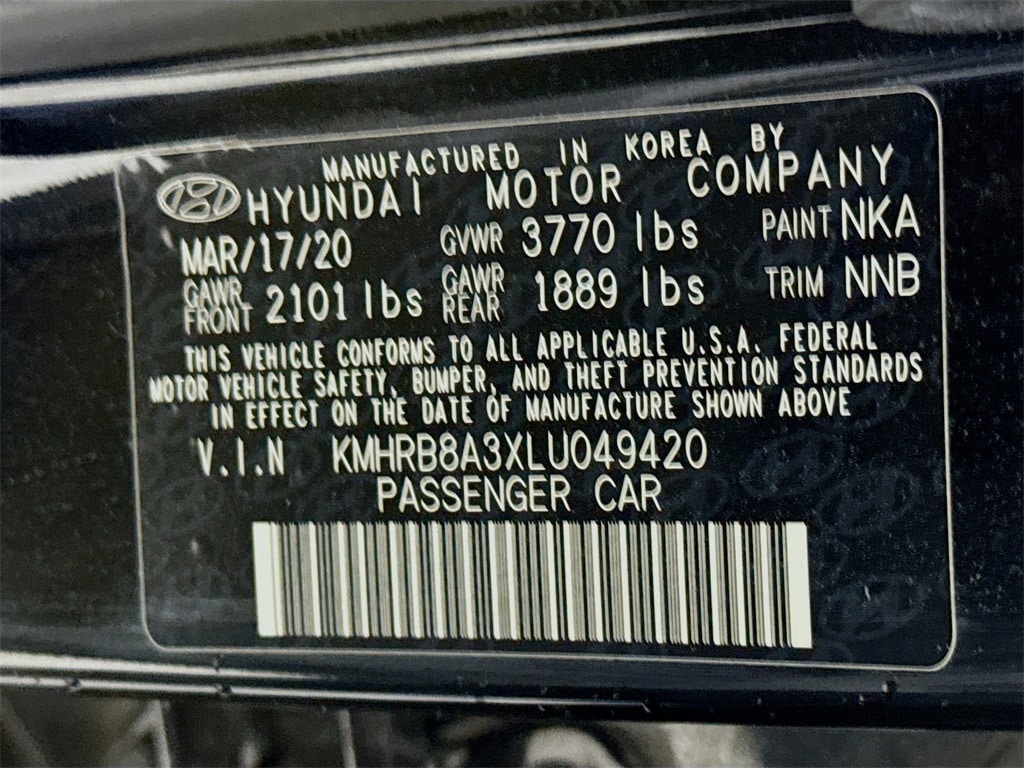 MANUFACTURED IN KOREA BY
HYUNDAI MOTOR COMPANY
MAR/17/20 GVWR 3770 lbs PAINT NKA
GAWR FRONT 2101 lbs GAWR REAR 1889 lbs TRIM NNB
THIS VEHICLE CONFORMS TO ALL APPLICABLE U.S.A. FEDERAL
MOTOR VEHICLE SAFETY, BUMPER, AND THEFT PREVENTION STANDARDS
IN EFFECT ON THE DATE OF MANUFACTURE SHOWN ABOVE
V.I.N KMHRB8A3XLU049420
PASSENGER CAR